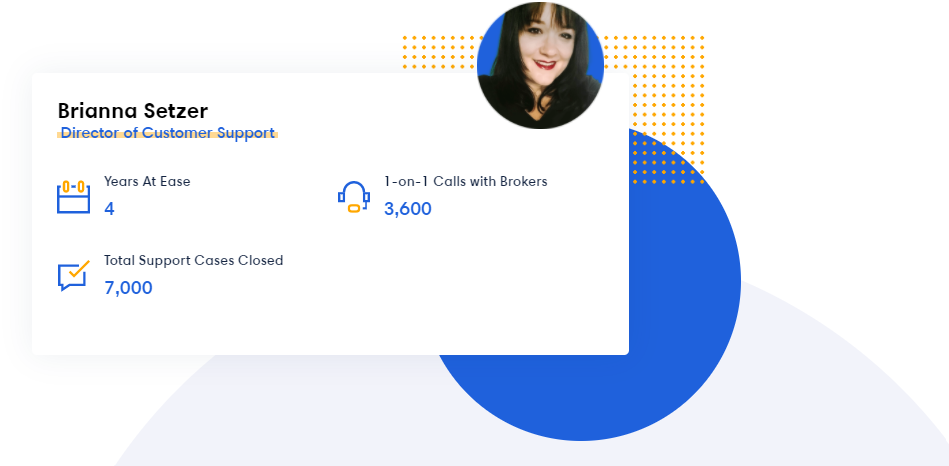 Brianna Setzer
Director of Customer Support
Years At Ease
4
1-on-1 Calls with Brokers
3,600
Total Support Cases Closed
7,000